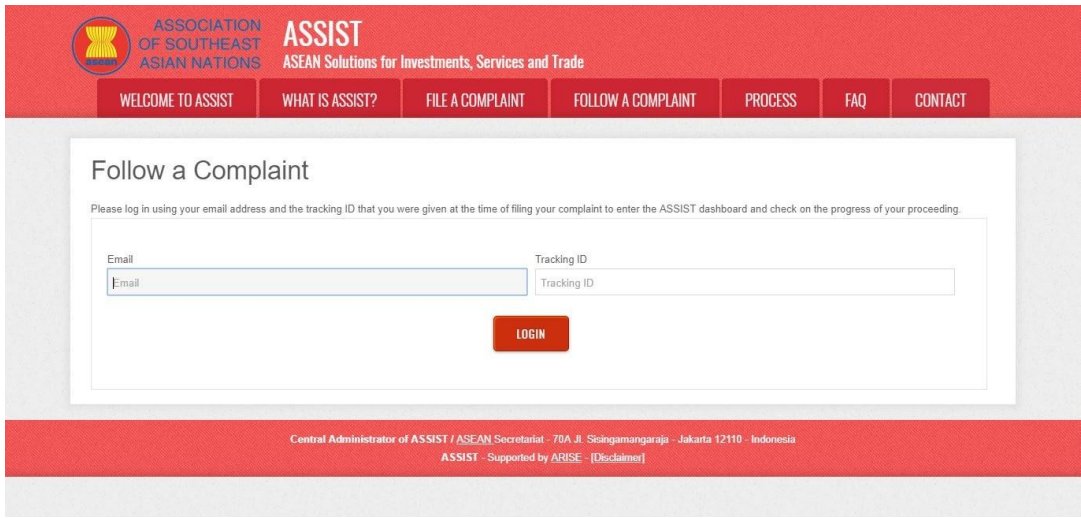 ASSOCIATION
OF SOUTHEAST
ASIAN NATIONS
asean
ASSIST
ASEAN Solutions for Investments, Services and Trade
WELCOME TO ASSIST WHAT IS ASSIST? FILE A COMPLAINT FOLLOW A COMPLAINT PROCESS FAQ CONTACT
Follow a Complaint
Please log in using your email address and the tracking ID that you were given at the time of filing your complaint to enter the ASSIST dashboard and check on the progress of your proceeding.
Email Tracking ID
Email Tracking ID
LOGIN
Central Administrator of ASSIST / ASEAN Secretariat - 70A Jl. Sisingamangaraja - Jakarta 12110 - Indonesia
ASSIST - Supported by ARISE - [Disclaimer]